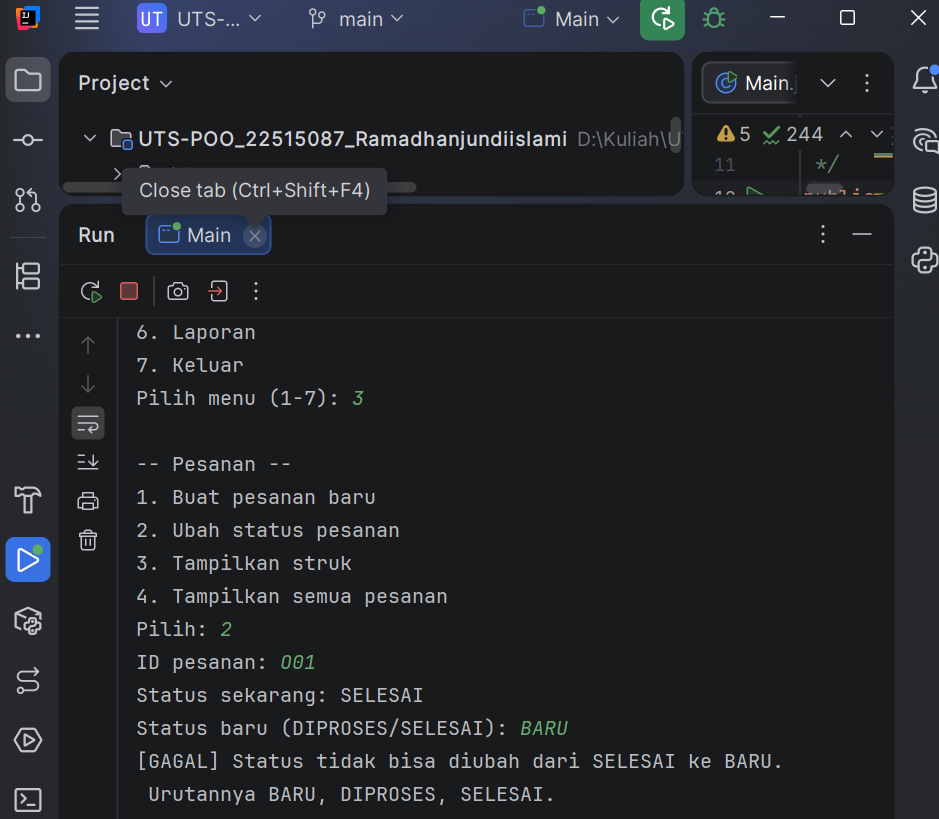 UT UTS-... main Main
Project
Main.
UTS-POO_22515087_Ramadhanjundiislami D:\Kuliah\U
5 244
11 */
Close tab (Ctrl+Shift+F4)
Run Main
6. Laporan
7. Keluar
Pilih menu (1-7): 3
-- Pesanan --
1. Buat pesanan baru
2. Ubah status pesanan
3. Tampilkan struk
4. Tampilkan semua pesanan
Pilih: 2
ID pesanan: O01
Status sekarang: SELESAI
Status baru (DIPROSES/SELESAI): BARU
[GAGAL] Status tidak bisa diubah dari SELESAI ke BARU.
Urutannya BARU, DIPROSES, SELESAI.